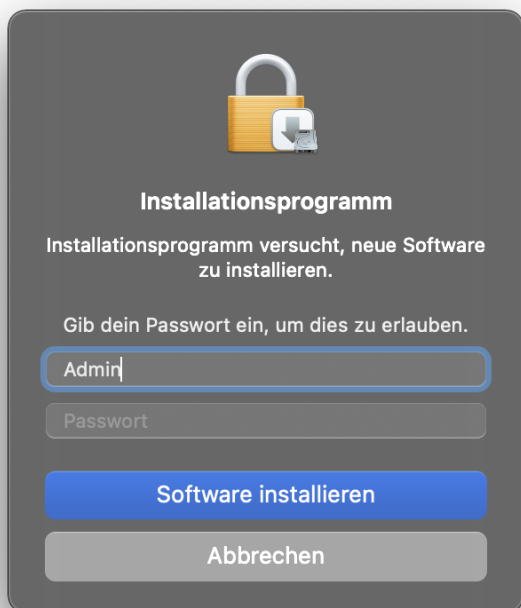 Installationsprogramm
Installationsprogramm versucht, neue Software
zu installieren.
Gib dein Passwort ein, um dies zu erlauben.
Admin
Passwort
Software installieren
Abbrechen